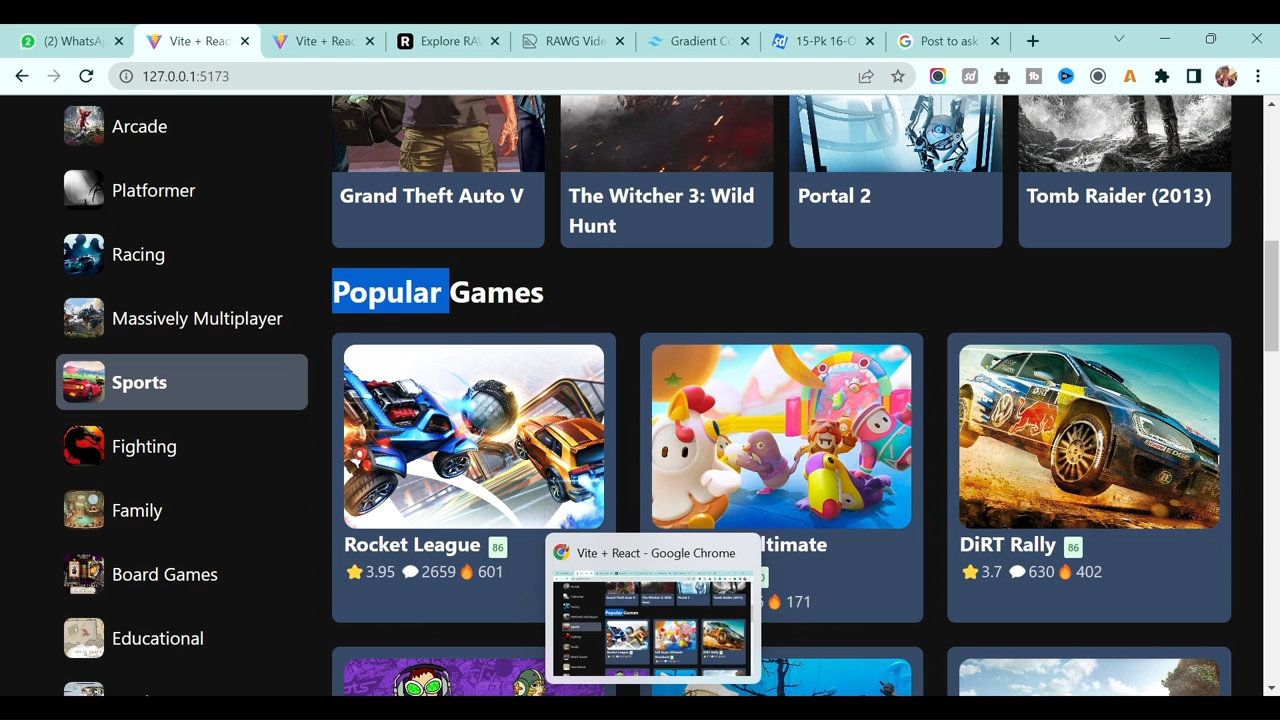 (2) WhatsA
Vite + Reac
Vite + Reac
Explore RA
RAWG Vide
Gradient Co
15-Pk 16-O
Post to ask
127.0.0.1:5173
Arcade
Platformer
Racing
Massively Multiplayer
Sports
Fighting
Family
Board Games
Educational
Grand Theft Auto V
The Witcher 3: Wild
Hunt
Portal 2
Tomb Raider (2013)
Popular Games
Rocket League 86
3.95 2659 601
ltimate
171
DiRT Rally 86
3.7 630 402
Vite + React - Google Chrome